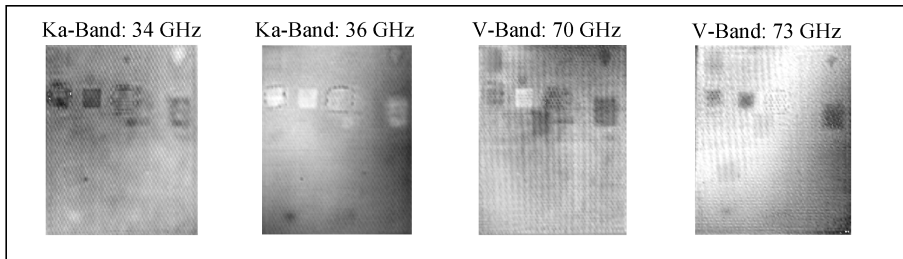 Ka-Band: 34 GHz
Ka-Band: 36 GHz
V-Band: 70 GHz
V-Band: 73 GHz